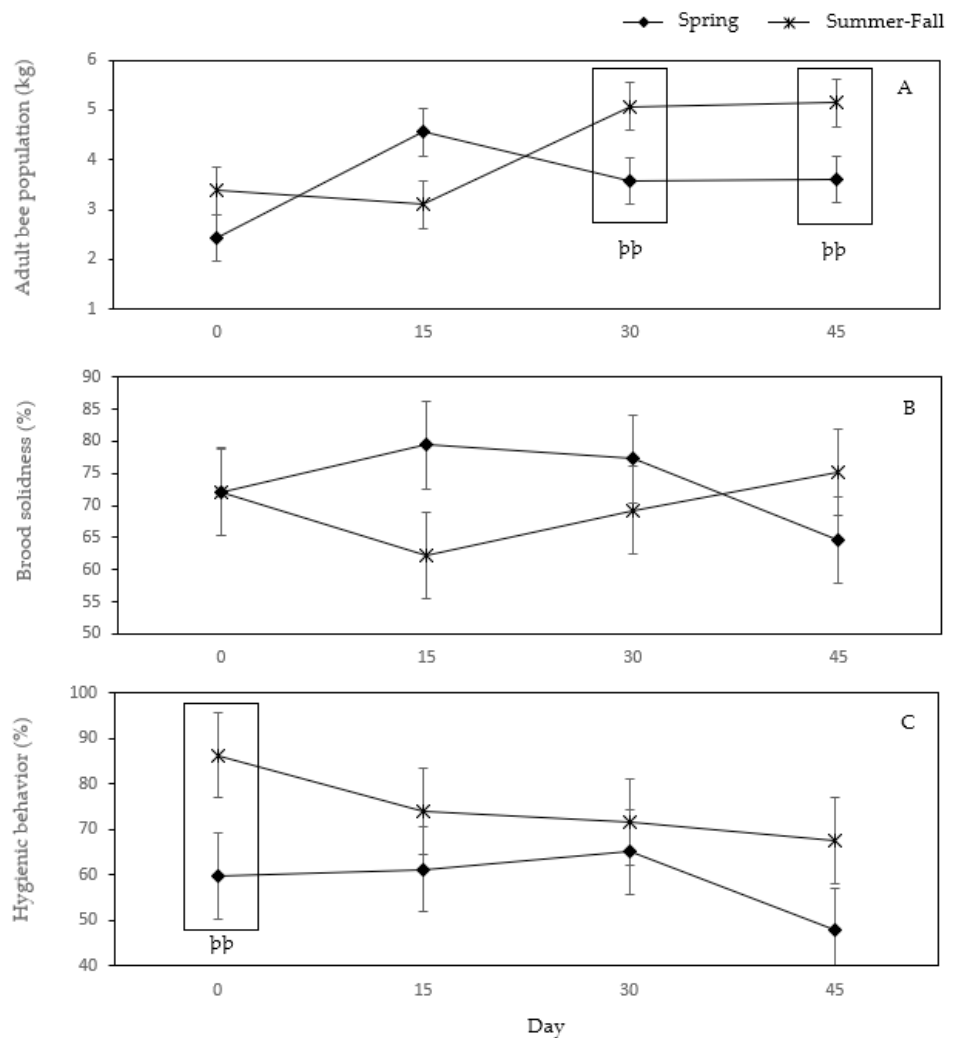 Spring Summer-Fall
Adult bee population (kg)
6
5
4
3
2
1
A
þþ þþ
0 15 30 45
Brood solidness (%)
90
85
80
75
70
65
60
55
50
B
0 15 30 45
Hygienic behavior (%)
100
90
80
70
60
50
40
C
þþ
0 15 30 45
Day